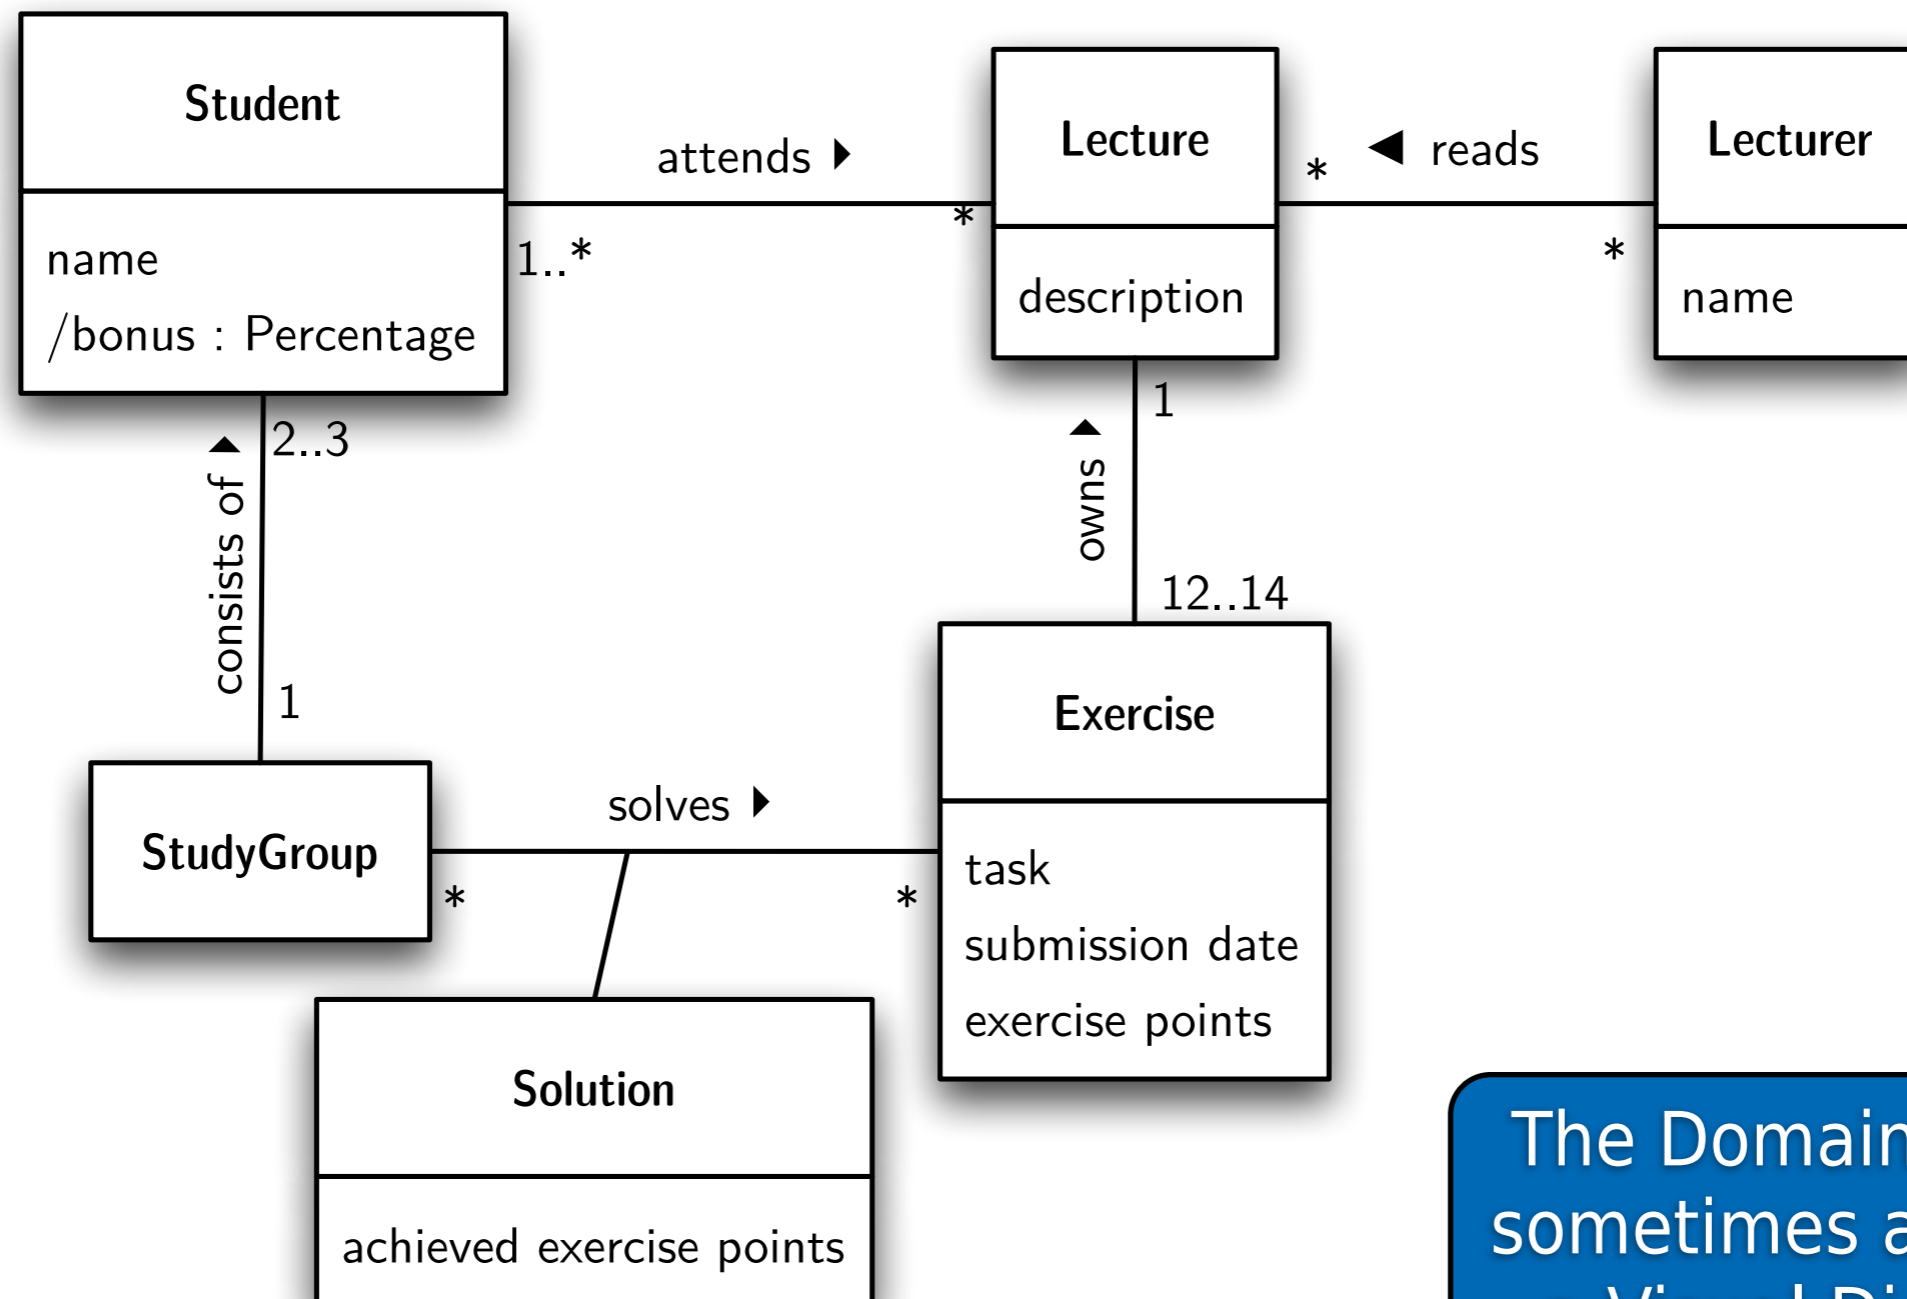 Student
name
/bonus : Percentage
attends
1..*
*
Lecture
description
*
reads
*
Lecturer
name
2..3
consists of
1
1
owns
12..14
StudyGroup
solves
*
*
Exercise
task
submission date
exercise points
Solution
achieved exercise points
The Domain
sometimes a